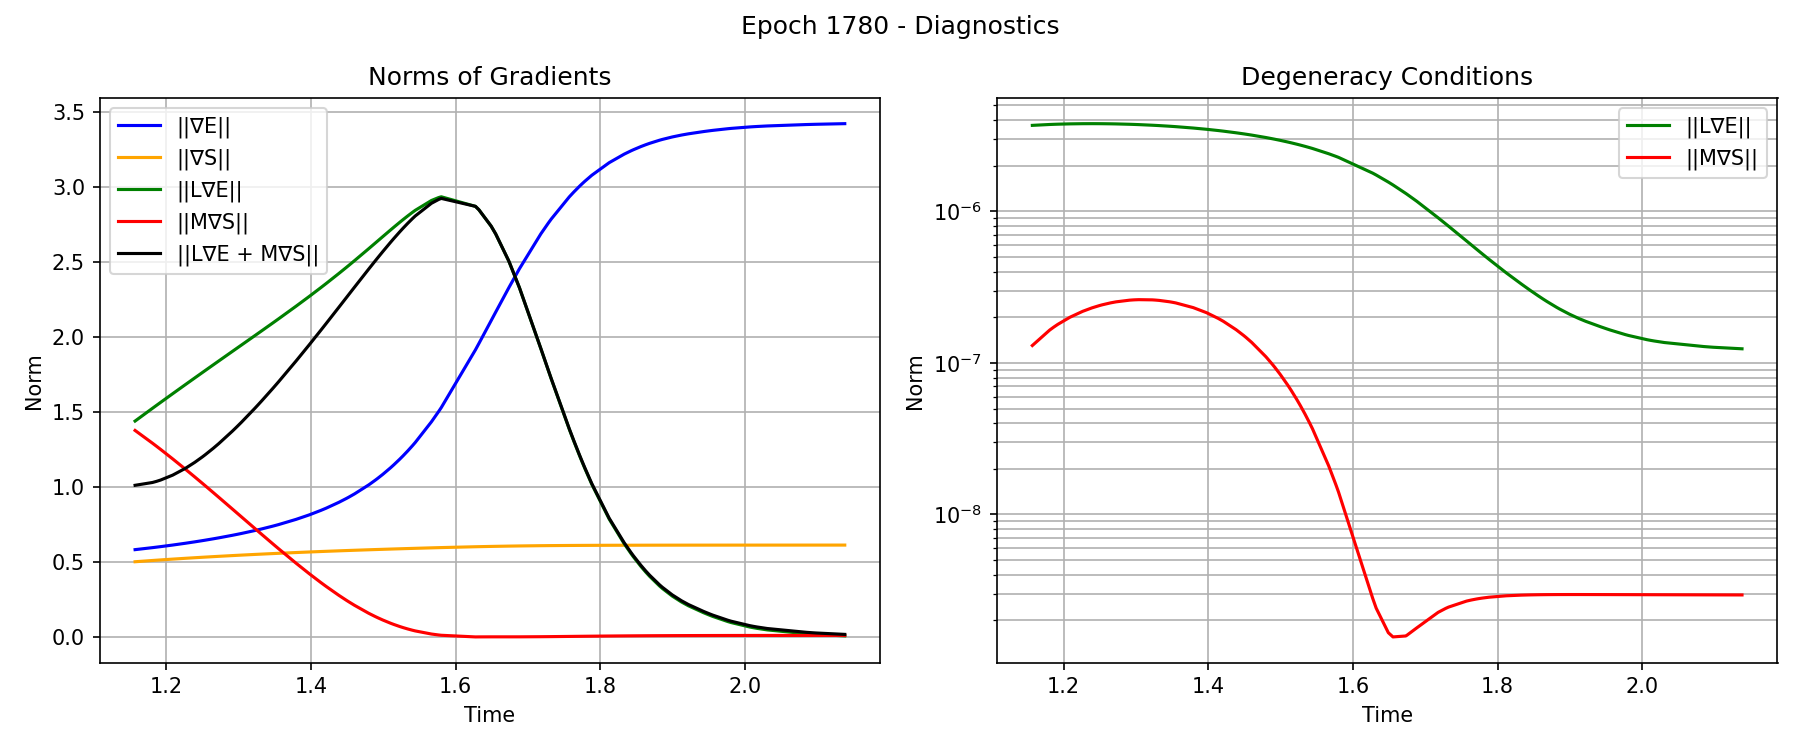 Epoch 1780 - Diagnostics
Norms of Gradients
||∇E||
||∇S||
||L∇E||
||M∇S||
||L∇E + M∇S||
3.5
3.0
2.5
2.0
1.5
1.0
0.5
0.0
Norm
1.2 1.4 1.6 1.8 2.0
Time
Degeneracy Conditions
||L∇E||
||M∇S||
10⁻⁶
10⁻⁷
10⁻⁸
Norm
1.2 1.4 1.6 1.8 2.0
Time